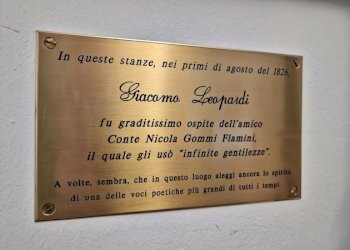 In queste stanze, nei primi di agosto del 1826,
Giacomo Leopardi
fu graditissimo ospite dell'amico
Conte Nicola Gommi Flamini,
il quale gli usò "infinite gentilezze".
A volte, sembra, che in questo luogo aleggi ancora lo spirito
di una delle voci poetiche più grandi di tutti i tempi.